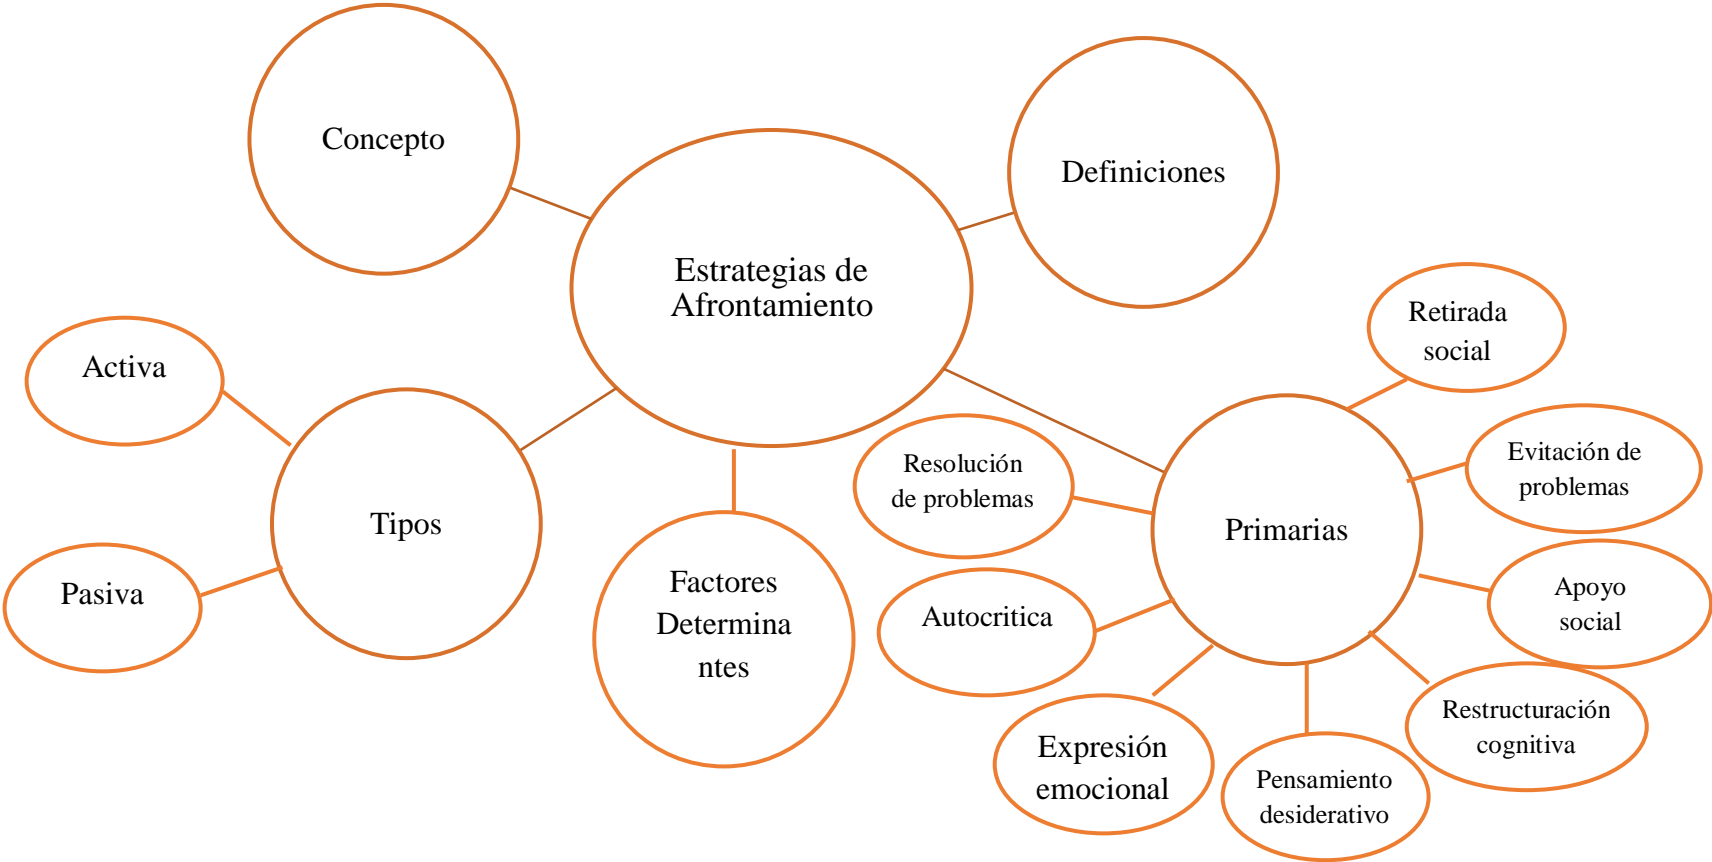 Concepto
Definiciones
Estrategias de
Afrontamiento
Retirada
social
Activa
Resolución
de problemas
Evitación de
problemas
Tipos
Primarias
Pasiva
Factores
Determina
ntes
Autocritica
Apoyo
social
Restructuración
cognitiva
Expresión
emocional
Pensamiento
desiderativo